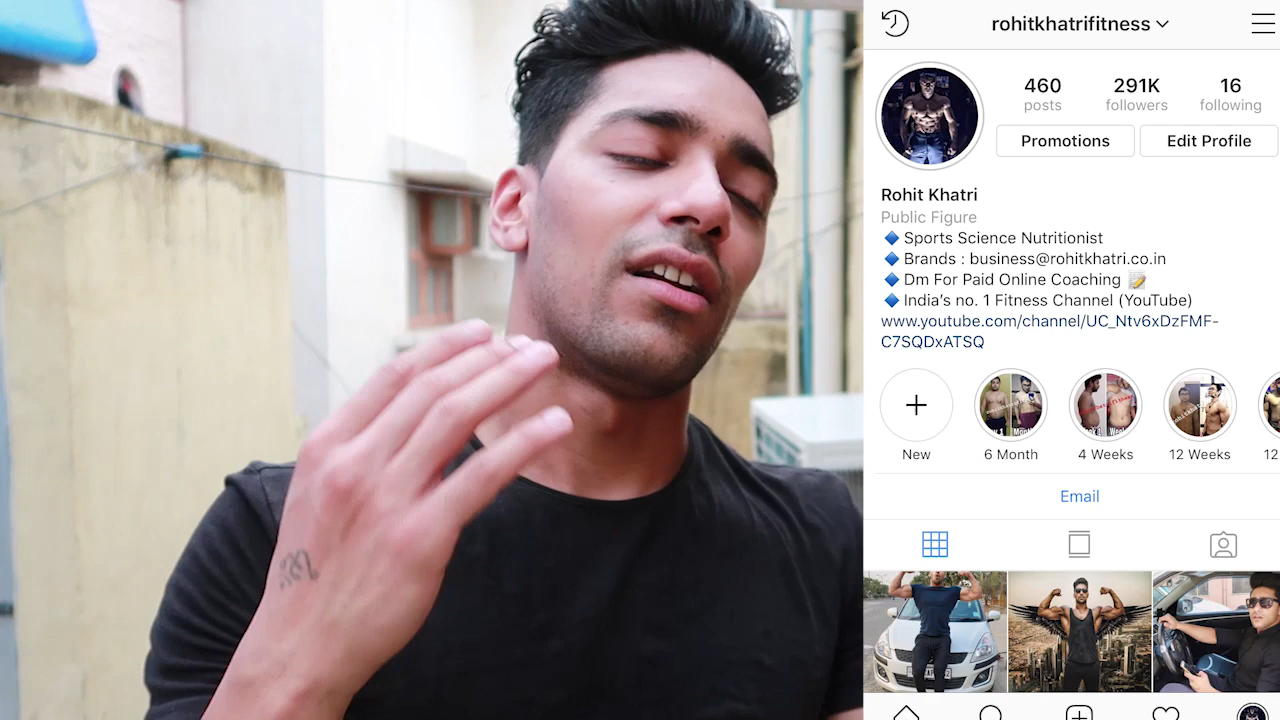 rohitkhatrifitness
460
291K
16
posts
followers
following
Promotions
Edit Profile
Rohit Khatri
Public Figure
🔷 Sports Science Nutritionist
🔷 Brands : business@rohitkhatri.co.in
🔷 Dm For Paid Online Coaching 📝
🔷 India's no. 1 Fitness Channel (YouTube)
www.youtube.com/channel/UC_Ntv6xDzFMF-
C7SQDxATSQ
New
6 Month
4 Weeks
12 Weeks
12
Email